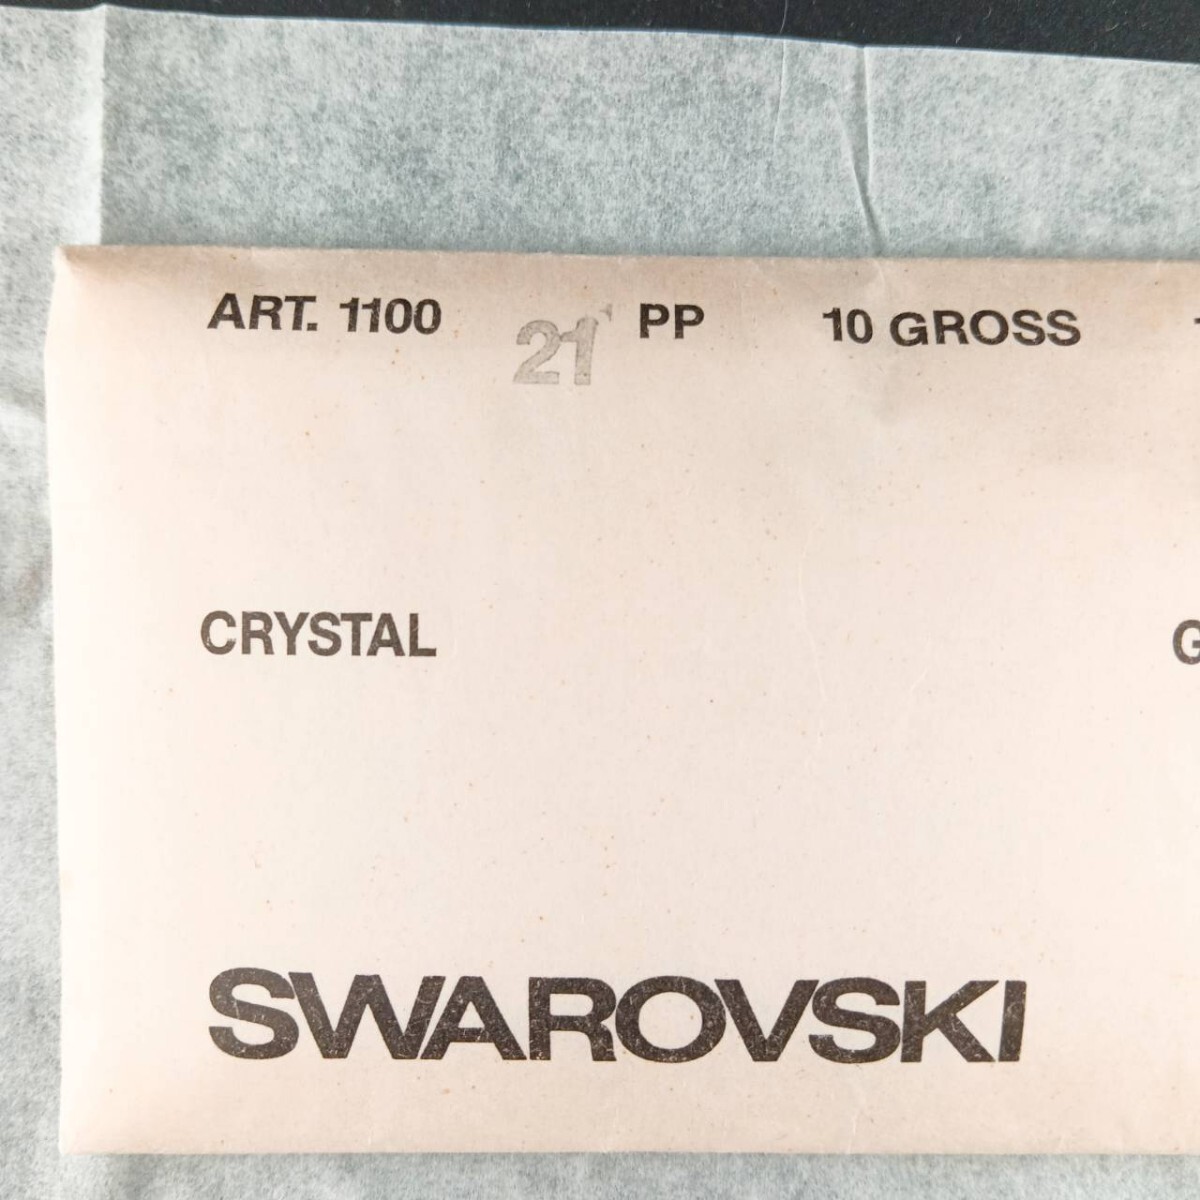 ART. 1100 21 PP 10 GROSS
CRYSTAL G
SWAROVSKI